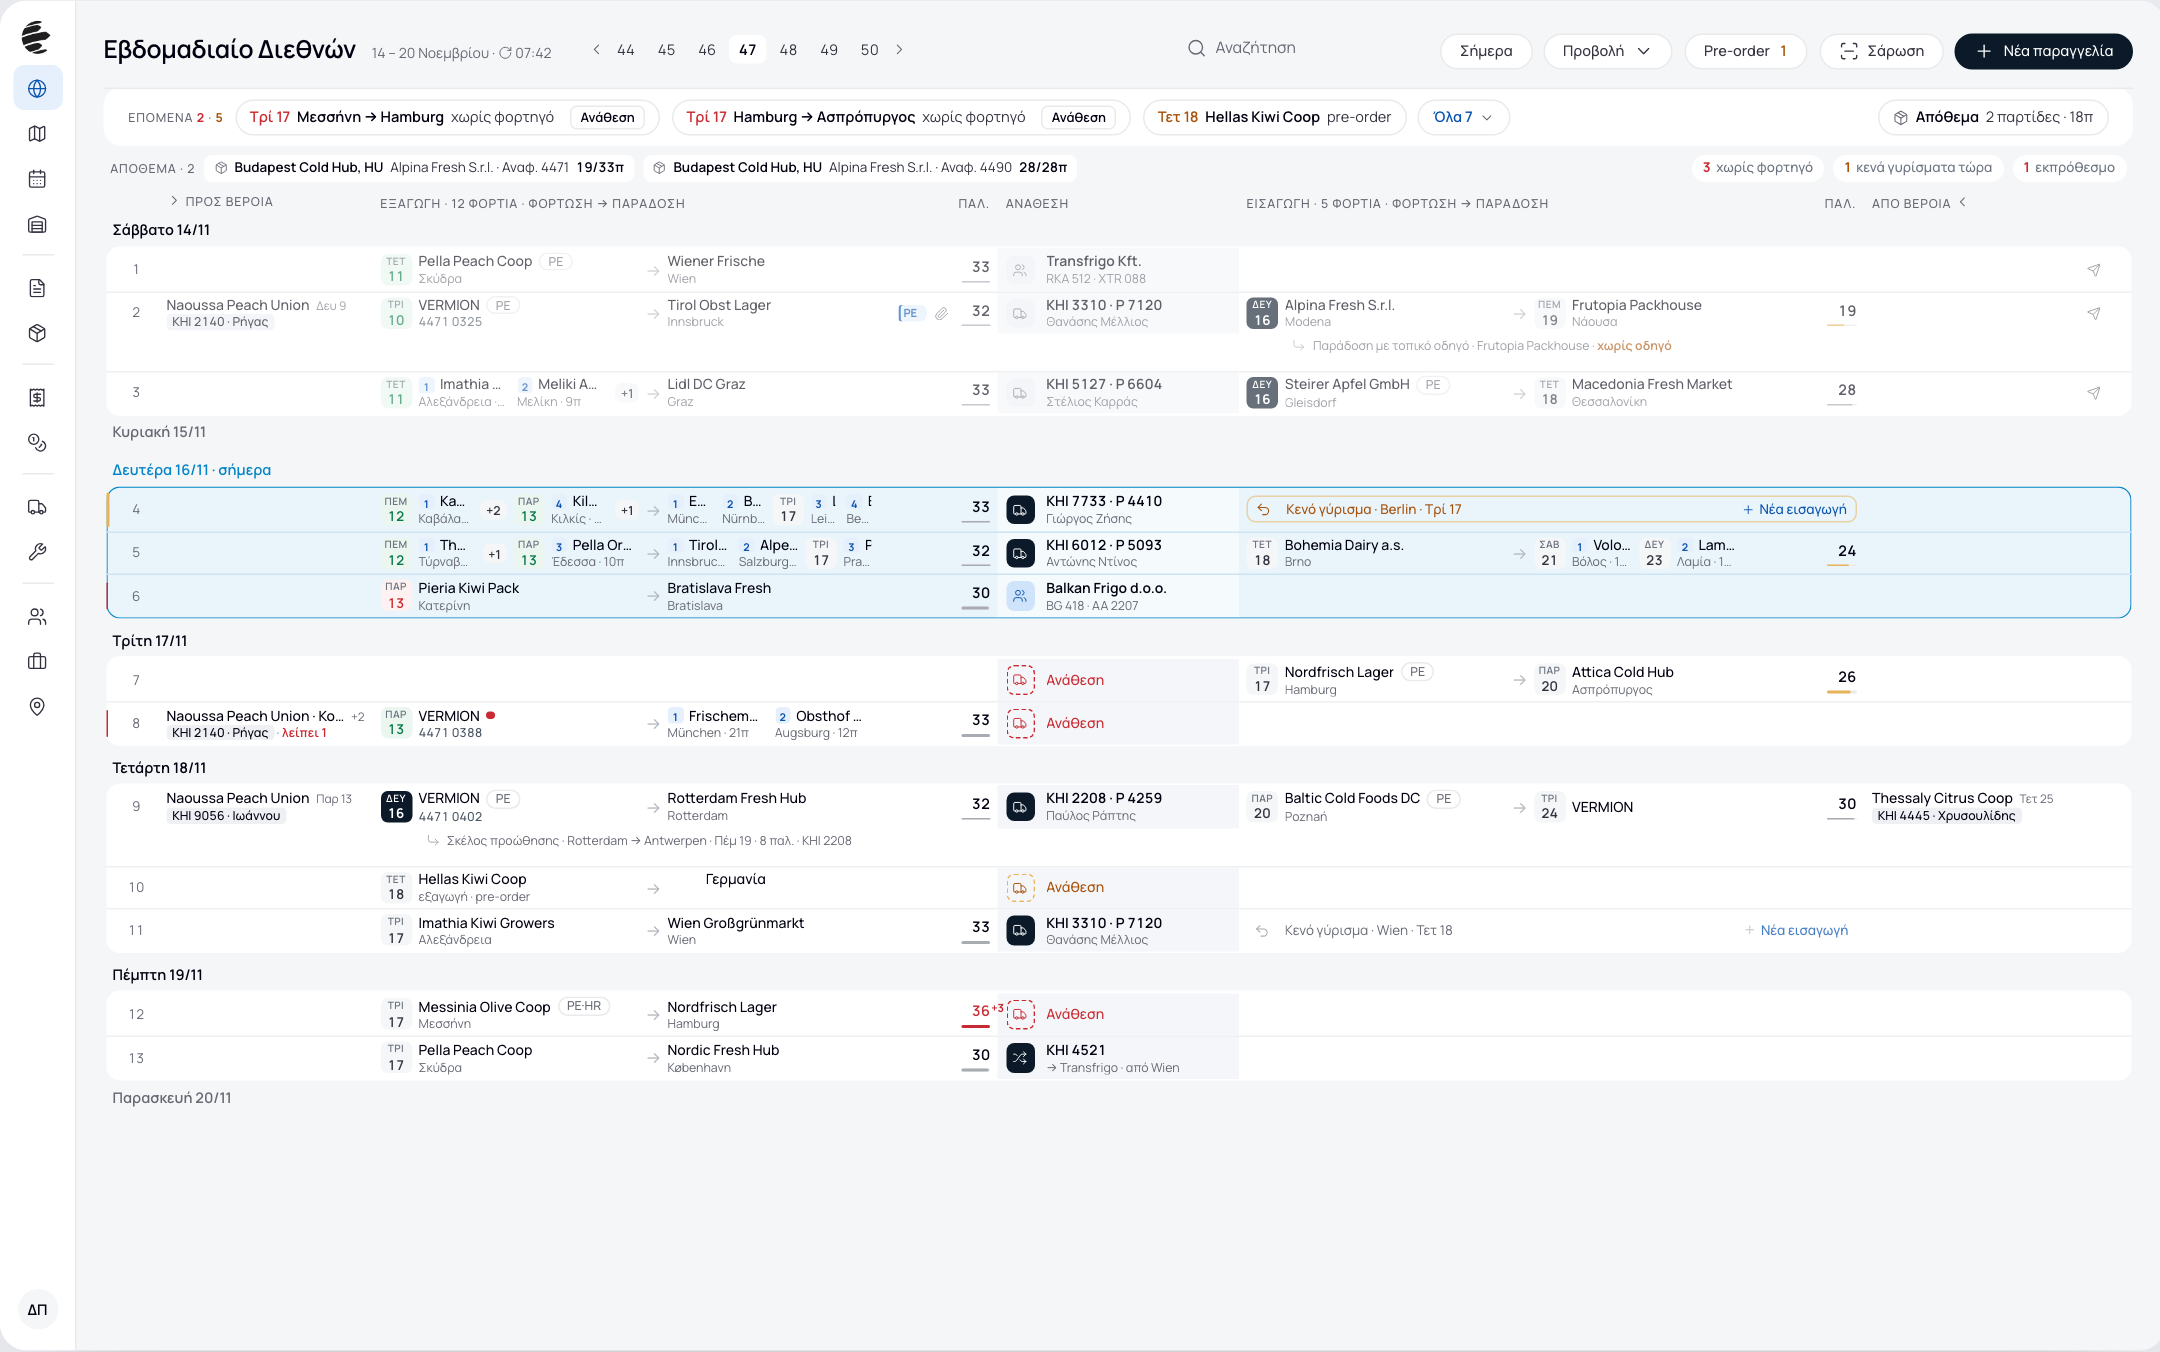 Εβδομαδιαίο Διεθνών 14 – 20 Νοεμβρίου · 07:42 44 45 46 47 48 49 50 Αναζήτηση Σήμερα Προβολή Pre-order 1 Σάρωση Νέα παραγγελία
ΕΠΟΜΕΝΑ 2 · 5 Τρί 17 Μεσσήνη → Hamburg χωρίς φορτηγό Ανάθεση Τρί 17 Hamburg → Ασπρόπυργος χωρίς φορτηγό Ανάθεση Τετ 18 Hellas Kiwi Coop pre-order Όλα 7 Απόθεμα 2 παρτίδες · 18π
ΑΠΟΘΕΜΑ · 2 Budapest Cold Hub, HU Alpina Fresh S.r.l. · Αναφ. 4471 19/33π Budapest Cold Hub, HU Alpina Fresh S.r.l. · Αναφ. 4490 28/28π 3 χωρίς φορτηγό 1 κενά γυρίσματα τώρα 1 εκπρόθεσμο
ΠΡΟΣ ΒΕΡΟΙΑ ΕΞΑΓΩΓΗ · 12 ΦΟΡΤΙΑ · ΦΟΡΤΩΣΗ → ΠΑΡΑΔΟΣΗ ΠΑΛ. ΑΝΑΘΕΣΗ ΕΙΣΑΓΩΓΗ · 5 ΦΟΡΤΙΑ · ΦΟΡΤΩΣΗ → ΠΑΡΑΔΟΣΗ ΠΑΛ. ΑΠΟ ΒΕΡΟΙΑ
Σάββατο 14/11
1 ΤΕΤ 11 Pella Peach Coop PE → Wiener Frische 33 Transfrigo Kft.
Σκύδρα Wien RKA 512 · XTR 088
2 Naoussa Peach Union Δευ 9 ΤΡΙ 10 VERMION PE → Tirol Obst Lager PE 32 KHI 3310 · P 7120 ΔΕΥ 16 Alpina Fresh S.r.l. → ΠΕΜ 19 Frutopia Packhouse 19
KHI 2140 · Ρήγας 4471 0325 Innsbruck Θανάσης Μέλλιος Modena Νάουσα
Παράδοση με τοπικό οδηγό · Frutopia Packhouse · χωρίς οδηγό
3 ΤΕΤ 11 1 Imathia ... 2 Meliki A... +1 → Lidl DC Graz 33 KHI 5127 · P 6604 ΔΕΥ 16 Steirer Apfel GmbH PE → ΤΕΤ 18 Macedonia Fresh Market 28
Αλεξάνδρεια ·... Μελίκη · 9π Graz Στέλιος Καρράς Gleisdorf Θεσσαλονίκη
Κυριακή 15/11
Δευτέρα 16/11 · σήμερα
4 ΠΕΜ 12 1 Ka... +2 ΠΑΡ 13 4 Kil... +1 → 1 E... 2 B... ΤΡΙ 17 3 4 33 KHI 7733 · P 4410 Κενό γύρισμα · Berlin · Τρί 17 + Νέα εισαγωγή
Καβάλα... Κιλκίς · ... Münc... Nürnb... Lei... Be... Γιώργος Ζήσης
5 ΠΕΜ 12 1 Th... +1 ΠΑΡ 13 3 Pella Or... → 1 Tirol... 2 Alpe... ΤΡΙ 17 3 32 KHI 6012 · P 5093 ΤΕΤ 18 Bohemia Dairy a.s. → ΣΑΒ 21 1 Volo... ΔΕΥ 23 2 Lam... 24
Τύρναβ... Έδεσσα · 10π Innsbruc... Salzburg... Pra... Αντώνης Ντίνος Brno Βόλος · 1... Λαμία · 1...
6 ΠΑΡ 13 Pieria Kiwi Pack → Bratislava Fresh 30 Balkan Frigo d.o.o.
Κατερίνη Bratislava BG 418 · AA 2207
Τρίτη 17/11
7 Ανάθεση ΤΡΙ 17 Nordfrisch Lager PE → ΠΑΡ 20 Attica Cold Hub 26
Hamburg Ασπρόπυργος
8 Naoussa Peach Union · Ko... +2 ΠΑΡ 13 VERMION → 1 Frischem... 2 Obsthof ... 33 Ανάθεση
KHI 2140 · Ρήγας · λείπει 1 4471 0388 München · 21π Augsburg · 12π
Τετάρτη 18/11
9 Naoussa Peach Union Παρ 13 ΔΕΥ 16 VERMION PE → Rotterdam Fresh Hub 32 KHI 2208 · P 4259 ΠΑΡ 20 Baltic Cold Foods DC PE → ΤΡΙ 24 VERMION 30 Thessaly Citrus Coop Τετ 25
KHI 9056 · Ιωάννου 4471 0402 Rotterdam Παύλος Ράπτης Poznań KHI 4445 · Χρυσουλίδης
Σκέλος προώθησης · Rotterdam → Antwerpen · Πέμ 19 · 8 παλ. · KHI 2208
10 ΤΕΤ 18 Hellas Kiwi Coop → Γερμανία Ανάθεση
εξαγωγή · pre-order
11 ΤΡΙ 17 Imathia Kiwi Growers → Wien Großgrünmarkt 33 KHI 3310 · P 7120 Κενό γύρισμα · Wien · Τετ 18 + Νέα εισαγωγή
Αλεξάνδρεια Wien Θανάσης Μέλλιος
Πέμπτη 19/11
12 ΤΡΙ 17 Messinia Olive Coop PE·HR → Nordfrisch Lager 36 +3 Ανάθεση
Μεσσήνη Hamburg
13 ΤΡΙ 17 Pella Peach Coop → Nordic Fresh Hub 30 KHI 4521
Σκύδρα København → Transfrigo · από Wien
Παρασκευή 20/11
ΔΠ